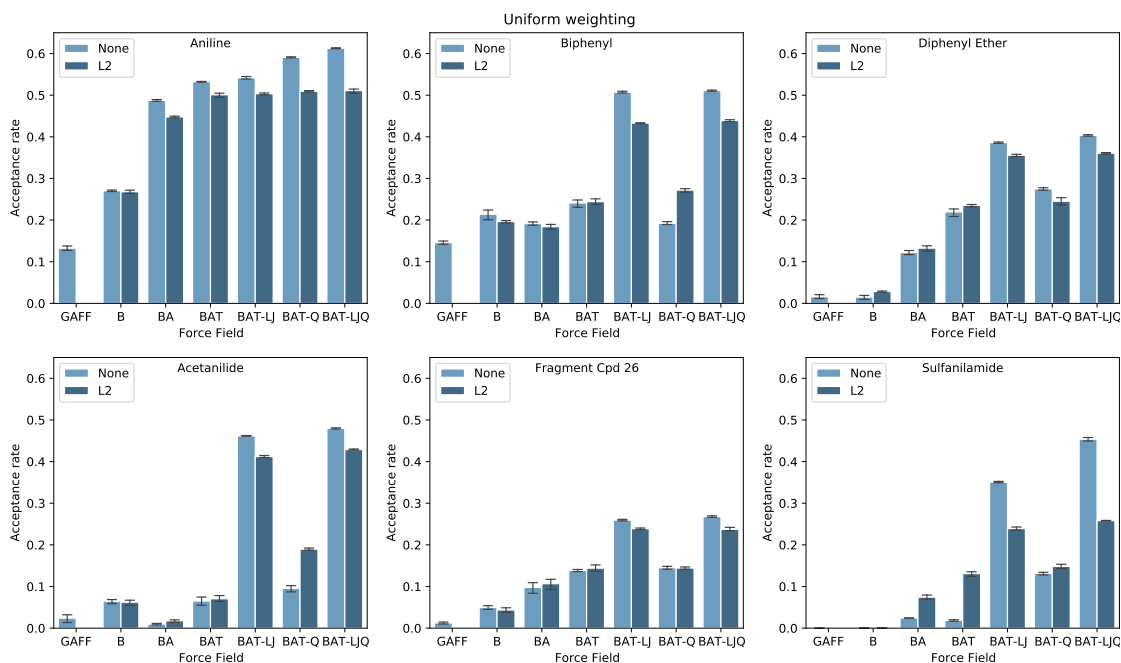 Uniform weighting
Aniline
None
L2
0.6
0.5
0.4
0.3
0.2
0.1
0.0
Acceptance rate
GAFF B BA BAT BAT-LJ BAT-Q BAT-LJQ
Force Field
Biphenyl
None
L2
0.6
0.5
0.4
0.3
0.2
0.1
0.0
Acceptance rate
GAFF B BA BAT BAT-LJ BAT-Q BAT-LJQ
Force Field
Diphenyl Ether
None
L2
0.6
0.5
0.4
0.3
0.2
0.1
0.0
Acceptance rate
GAFF B BA BAT BAT-LJ BAT-Q BAT-LJQ
Force Field
Acetanilide
None
L2
0.6
0.5
0.4
0.3
0.2
0.1
0.0
Acceptance rate
GAFF B BA BAT BAT-LJ BAT-Q BAT-LJQ
Force Field
Fragment Cpd 26
None
L2
0.6
0.5
0.4
0.3
0.2
0.1
0.0
Acceptance rate
GAFF B BA BAT BAT-LJ BAT-Q BAT-LJQ
Force Field
Sulfanilamide
None
L2
0.6
0.5
0.4
0.3
0.2
0.1
0.0
Acceptance rate
GAFF B BA BAT BAT-LJ BAT-Q BAT-LJQ
Force Field